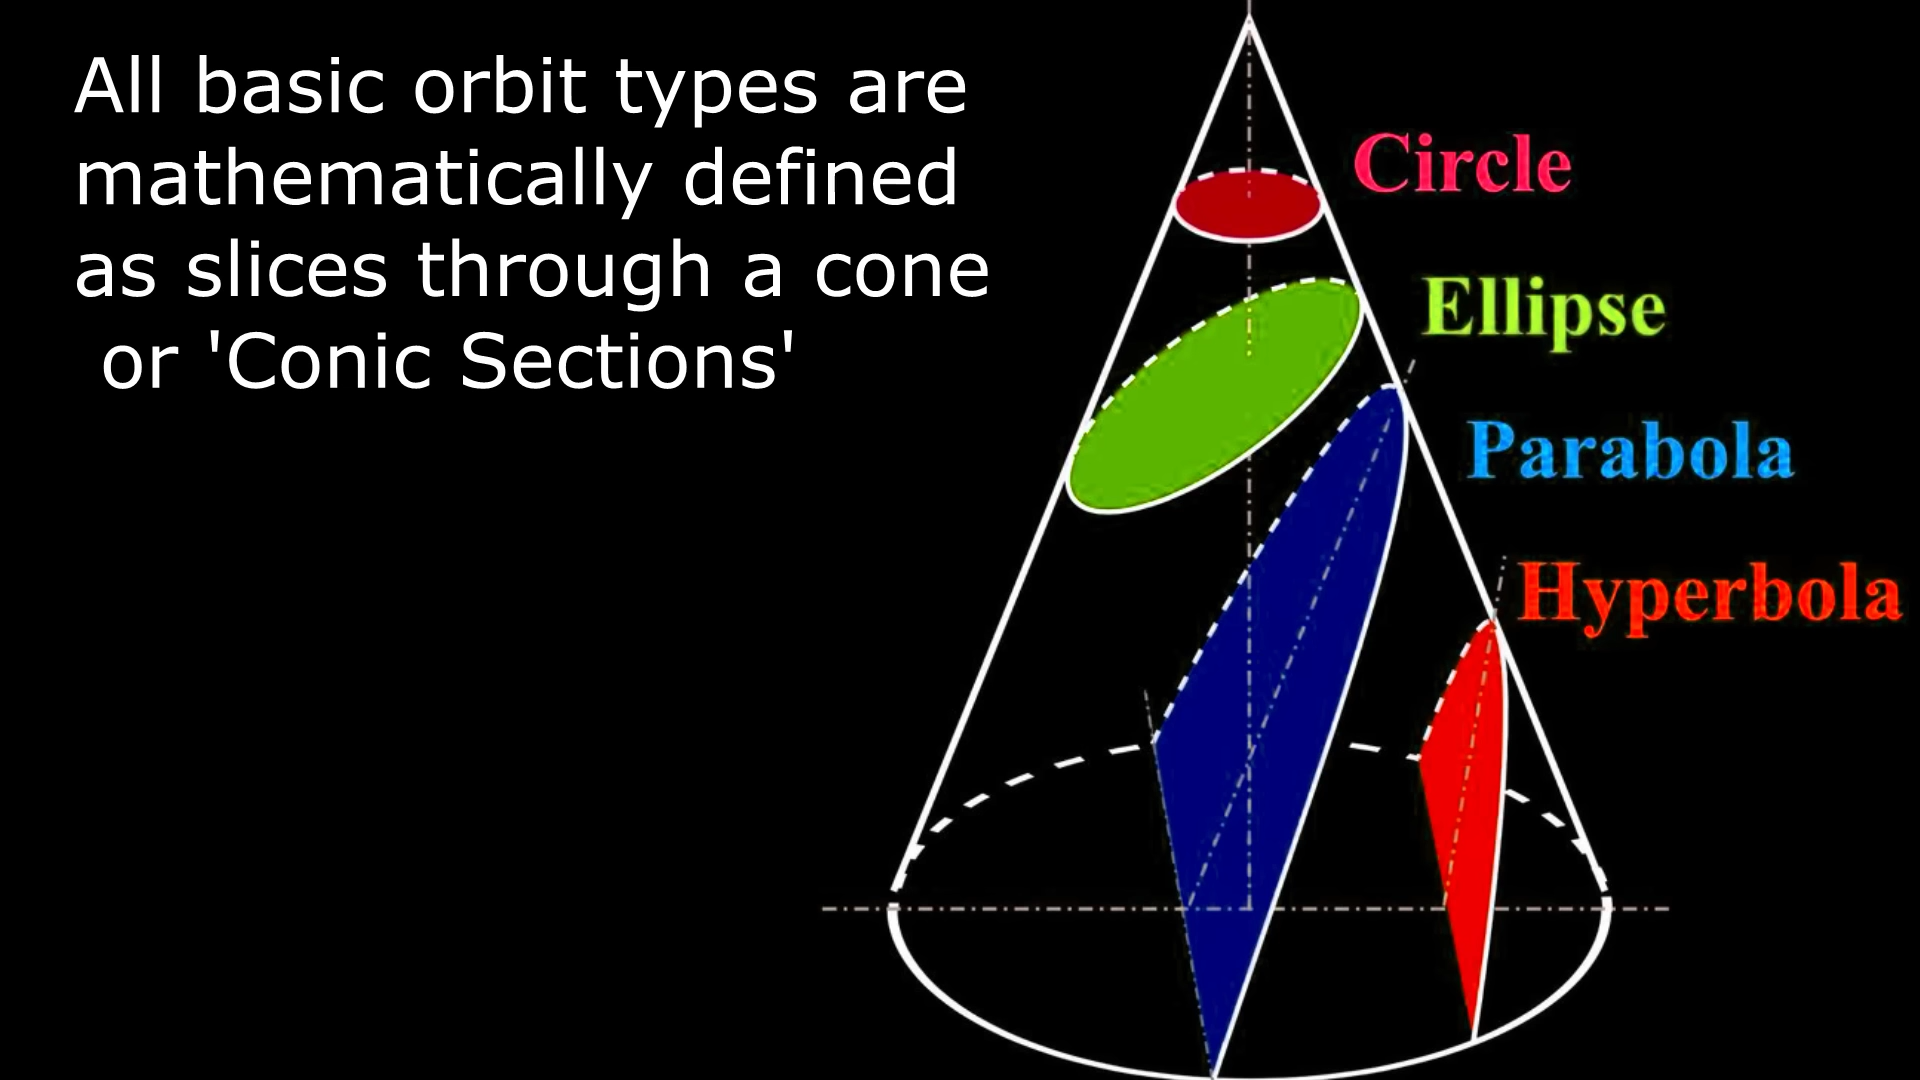 All basic orbit types are
mathematically defined
as slices through a cone
or 'Conic Sections'
Circle
Ellipse
Parabola
Hyperbola